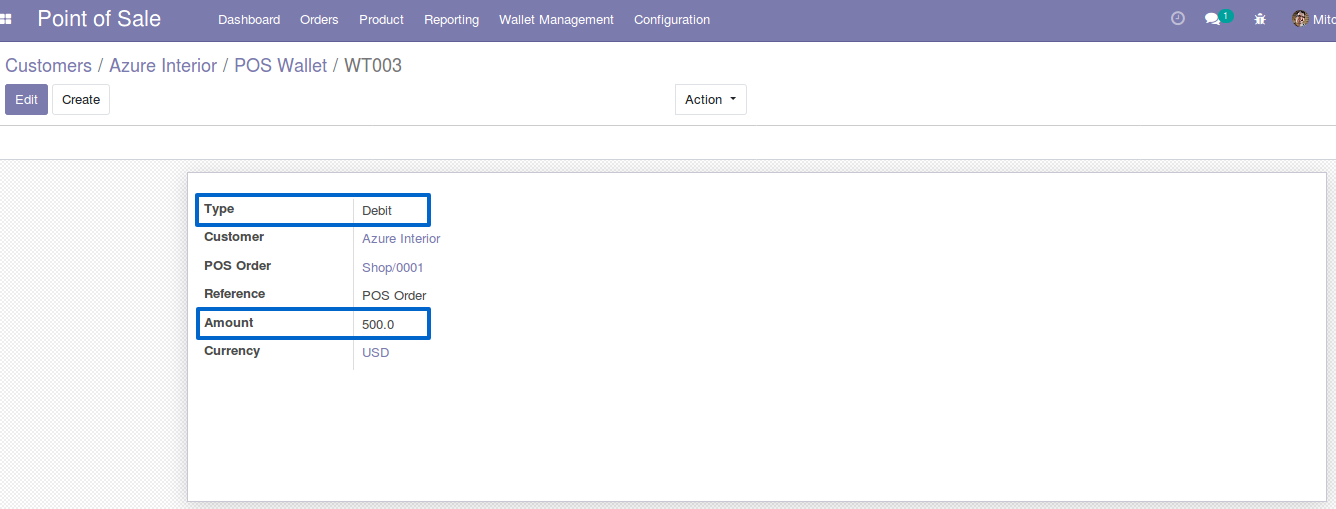 Point of Sale Dashboard Orders Product Reporting Wallet Management Configuration 1 Mitc
Customers / Azure Interior / POS Wallet / WT003
Edit Create Action
Type Debit
Customer Azure Interior
POS Order Shop/0001
Reference POS Order
Amount 500.0
Currency USD